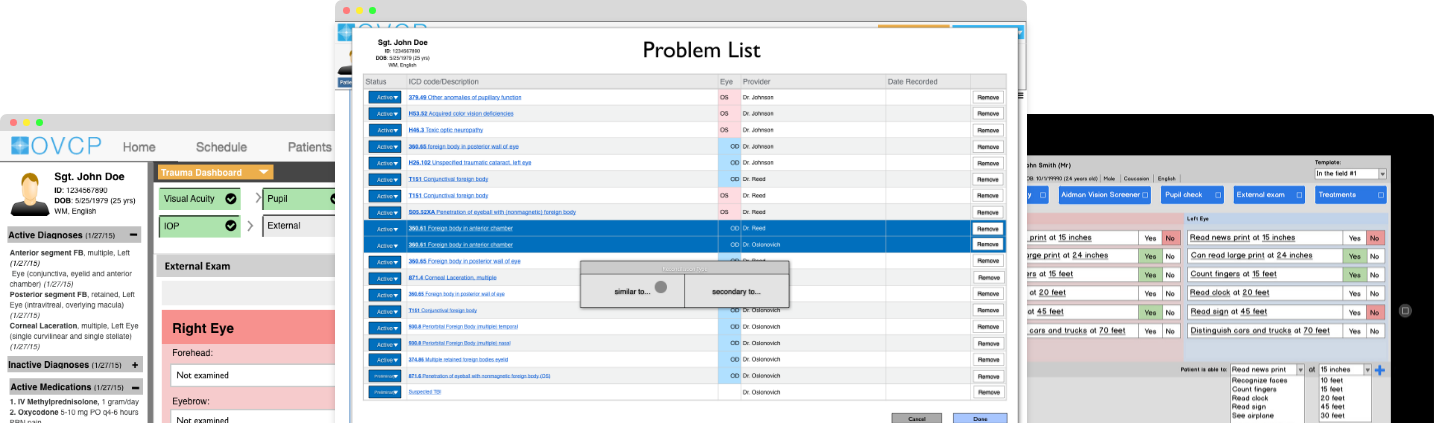 OVCP
Home Schedule Patients
Sgt. John Doe
ID: 1234567890
DOB: 5/25/1979 (25 yrs)
WM, English
Active Diagnoses (1/27/15)
Anterior segment FB, multiple, Left
(1/27/15)
Eye (conjunctiva, eyelid and anterior
chamber) (1/27/15)
Posterior segment FB, retained, Left
Eye (intravitreal, overlying macula)
(1/27/15)
Corneal Laceration, multiple, Left Eye
(single curvilinear and single stellate)
(1/27/15)
Inactive Diagnoses (1/27/15)
Active Medications (1/27/15)
1. IV Methylprednisolone, 1 gram/day
2. Oxycodone 5-10 mg PO q4-6 hours
PRN pain
Trauma Dashboard
Visual Acuity
Pupil
IOP
External
External Exam
Right Eye
Forehead:
Not examined
Eyebrow:
Not examined
OVCP
Sgt. John Doe
ID: 1234567890
DOB: 5/25/1979 (25 yrs)
WM, English
Problem List
Status ICD code/Description Eye Provider Date Recorded
Active 379.49 Other anomalies of pupillary function OS Dr. Johnson Remove
Active H53.52 Acquired color vision deficiencies OS Dr. Johnson Remove
Active H46.3 Toxic optic neuropathy OS Dr. Johnson Remove
Active 360.65 foreign body in posterior wall of eye OD Dr. Johnson Remove
Active H26.102 Unspecified traumatic cataract, left eye OD Dr. Johnson Remove
Active T151 Conjunctival foreign body OD Dr. Reed Remove
Active T151 Conjunctival foreign body OS Dr. Reed Remove
Active S05.52XA Penetration of eyeball with (nonmagnetic) foreign body OS Dr. Reed Remove
Active 360.61 Foreign body in anterior chamber OD Dr. Reed Remove
Active 360.61 Foreign body in anterior chamber OD Dr. Oslonovich Remove
Active 360.65 Foreign body in posterior wall of eye OD Dr. Reed Remove
Active 871.4 Corneal Laceration, multiple Remove
Active 360.65 Foreign body in posterior wall of eye Remove
Active T151 Conjunctival foreign body OD Dr. Oslonovich Remove
Active 930.8 Periorbital Foreign Body (multiple) temporal OD Dr. Oslonovich Remove
Active 930.8 Periorbital Foreign Body (multiple) nasal OD Dr. Oslonovich Remove
Active 374.86 Multiple retained foreign bodies eyelid OD Dr. Oslonovich Remove
871.6 Penetration of eyeball with nonmagnetic foreign body (OS) OD Dr. Oslonovich Remove
Suspected TBI Remove
similar to... secondary to...
Cancel Done
John Smith (Mr)
Male Caucasion English
Template:
In the field #1
Aidman Vision Screener
Pupil check
External exam
Treatments
Left Eye
print at 15 inches Yes No
Read news print at 15 inches Yes No
large print at 24 inches Yes No
Can read large print at 24 inches Yes No
at 15 feet Yes No
Count fingers at 15 feet Yes No
at 20 feet Yes No
Read clock at 20 feet Yes No
at 45 feet Yes No
Read sign at 45 feet Yes No
cars and trucks at 70 feet Yes No
Distinguish cars and trucks at 70 feet Yes No
Patient is able to Read news print at 15 inches
Recognize faces 10 feet
Count fingers 15 feet
Read clock 20 feet
Read sign 45 feet
See airplane 30 feet